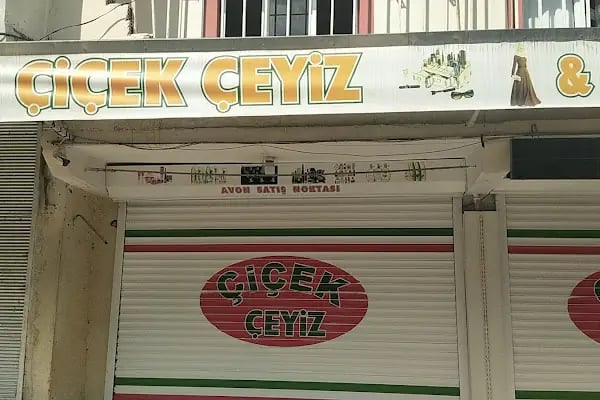 ÇİÇEK ÇEYİZ &
AVON SATIŞ NOKTASI
ÇİÇEK
ÇEYİZ